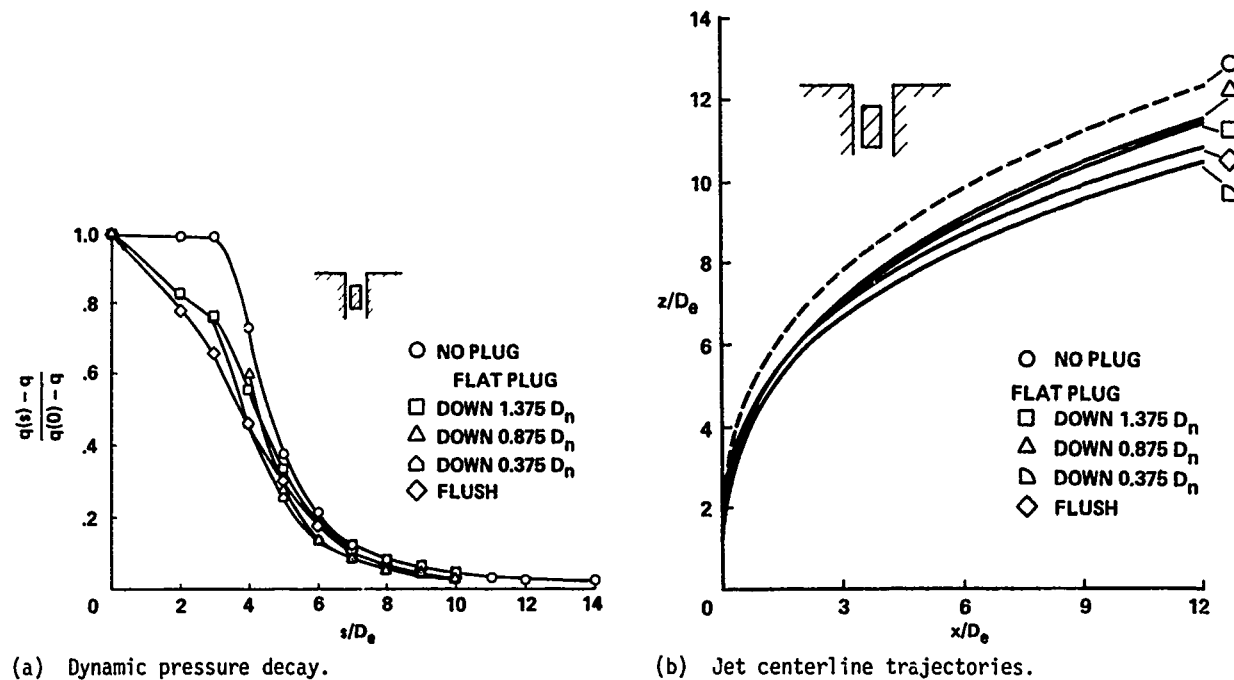 1.0
.8
.6
.4
.2
0
q(s) − q
q(0) − q
0 2 4 6 8 10 12 14
s/De
NO PLUG
FLAT PLUG
DOWN 1.375 Dn
DOWN 0.875 Dn
DOWN 0.375 Dn
FLUSH
(a) Dynamic pressure decay.
14
12
10
8
z/De
6
4
2
0 3 6 9 12
x/De
NO PLUG
FLAT PLUG
DOWN 1.375 Dn
DOWN 0.875 Dn
DOWN 0.375 Dn
FLUSH
(b) Jet centerline trajectories.